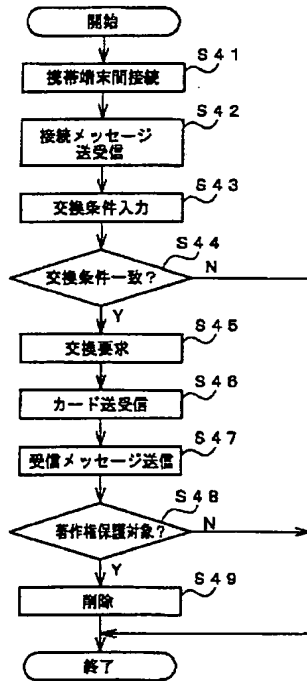 開始
S41
携帯端末間接続
S42
接続メッセージ
送受信
S43
交換条件入力
S44
交換条件一致?
N
Y
S45
交換要求
S46
カード送受信
S47
受信メッセージ送信
S48
著作権保護対象?
N
Y
S49
削除
終了